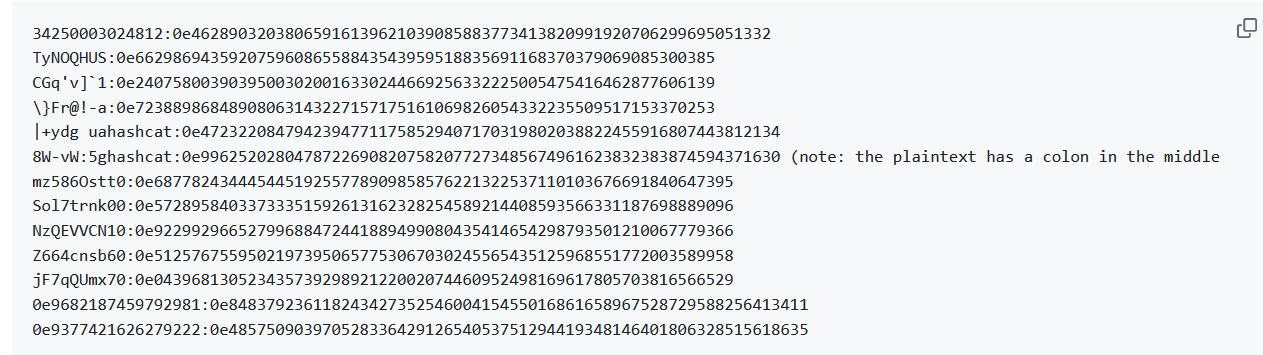 34250003024812:0e46289032038065916139621039085883773413820991920706299695051332
TyNOQHUS:0e66298694359207596086558843543959518835691168370379069085300385
CGq'v]`1:0e24075800390395003020016330244669256332225005475416462877606139
\}Fr@!-a:0e72388986848908063143227157175161069826054332235509517153370253
|+ydg uahashcat:0e47232208479423947711758529407170319802038822455916807443812134
8W-vW:5ghashcat:0e99625202804787226908207582077273485674961623832383874594371630 (note: the plaintext has a colon in the middle
mz586Ostt0:0e68778243444544519255778909858576221322537110103676691840647395
Sol7trnk00:0e57289584033733351592613162328254589214408593566331187698889096
NzQEVVCN10:0e92299296652799688472441889499080435414654298793501210067779366
Z664cnsb60:0e51257675595021973950657753067030245565435125968551772003589958
jF7qQUmx70:0e04396813052343573929892122002074460952498169617805703816566529
0e9682187459792981:0e84837923611824342735254600415455016861658967528729588256413411
0e9377421626279222:0e48575090397052833642912654053751294419348146401806328515618635